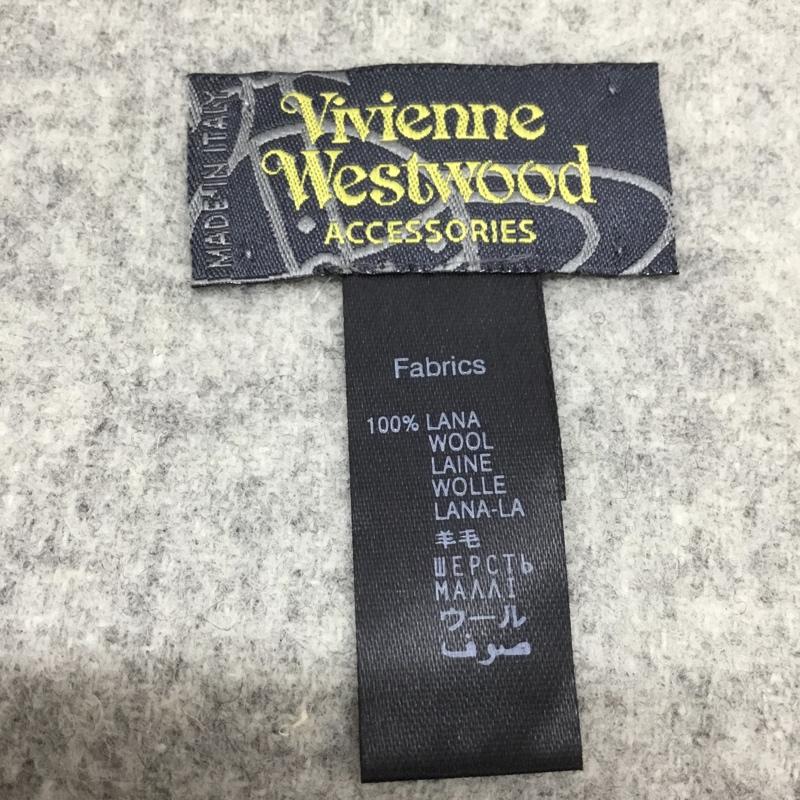 MADE IN ITALY
Vivienne
Westwood
ACCESSORIES
Fabrics
100% LANA
WOOL
LAINE
WOLLE
LANA-LA
羊毛
ШЕРСТЬ
ΜΑΛΛΙ
ウール
صوف